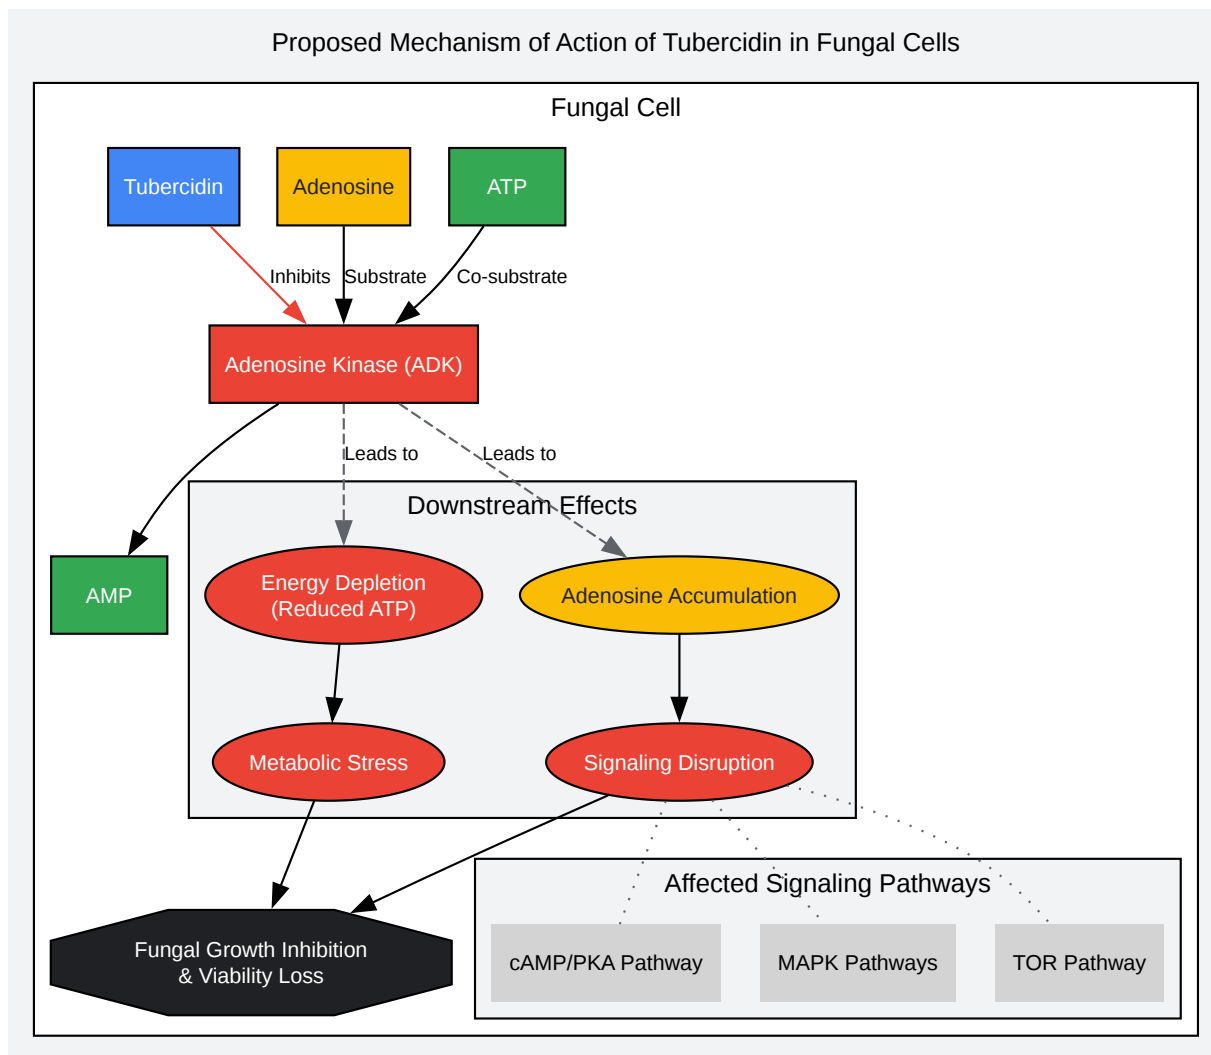 Proposed Mechanism of Action of Tubercidin in Fungal Cells
Fungal Cell
Tubercidin
Adenosine
ATP
Inhibits
Substrate
Co-substrate
Adenosine Kinase (ADK)
Leads to
Leads to
Downstream Effects
AMP
Energy Depletion
(Reduced ATP)
Adenosine Accumulation
Metabolic Stress
Signaling Disruption
Affected Signaling Pathways
Fungal Growth Inhibition
& Viability Loss
cAMP/PKA Pathway
MAPK Pathways
TOR Pathway